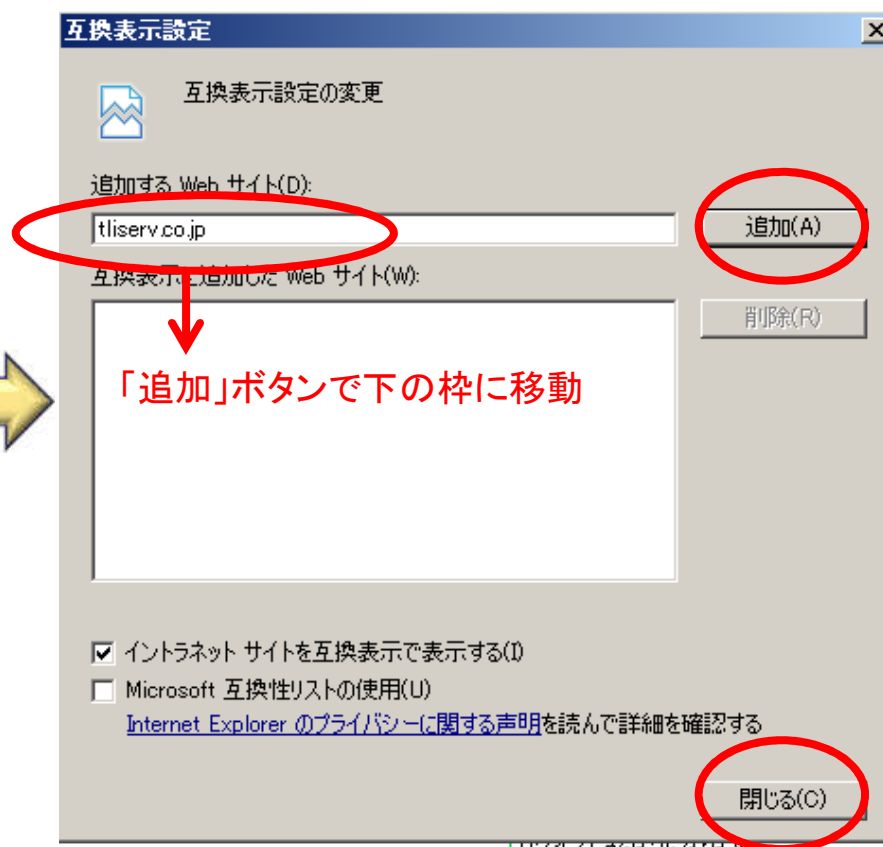 互換表示設定
互換表示設定の変更
追加する Web サイト(D):
tliserv.co.jp
追加(A)
互換表示を追加した Web サイト(W):
削除(R)
「追加」ボタンで下の枠に移動
イントラネット サイトを互換表示で表示する(I)
Microsoft 互換性リストの使用(U)
Internet Explorer のプライバシーに関する声明を読んで詳細を確認する
閉じる(C)